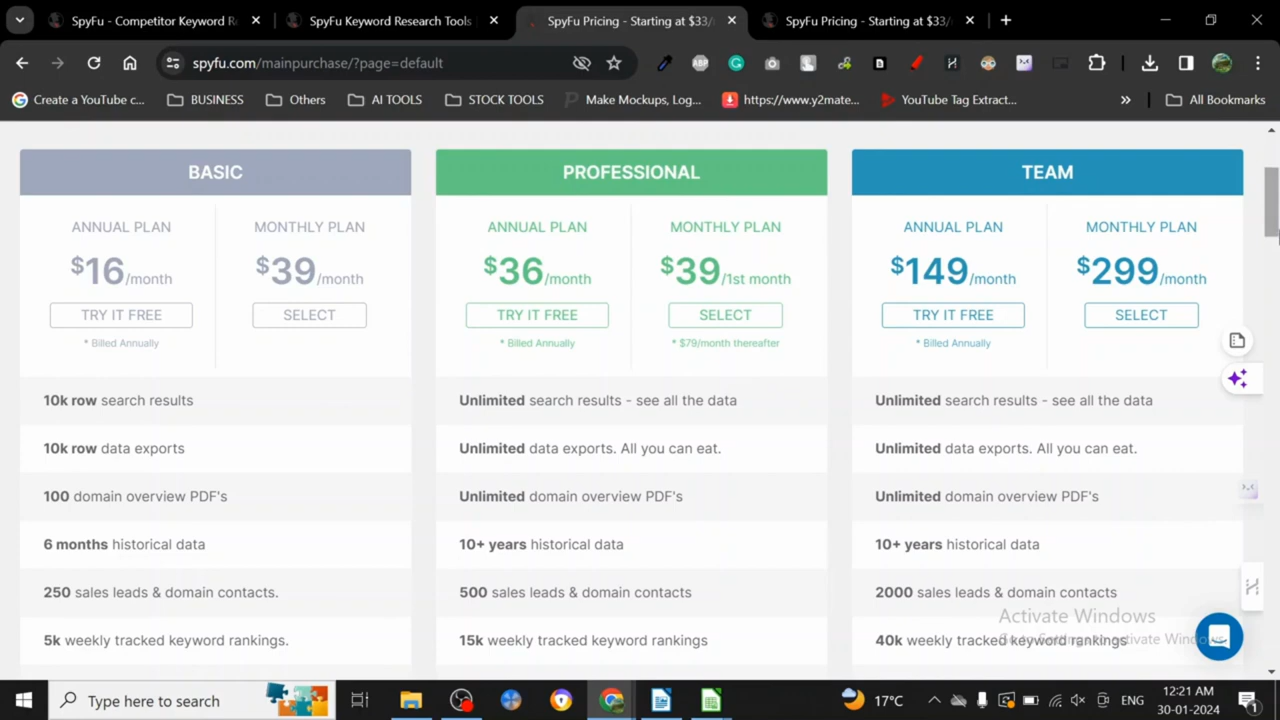 SpyFu - Competitor Keyword R
SpyFu Keyword Research Tools
SpyFu Pricing - Starting at $33/
SpyFu Pricing - Starting at $33/
spyfu.com/mainpurchase/?page=default
Create a YouTube c...
BUSINESS
Others
AI TOOLS
STOCK TOOLS
Make Mockups, Log...
https://www.y2mate...
YouTube Tag Extract...
All Bookmarks
BASIC
PROFESSIONAL
TEAM
ANNUAL PLAN
MONTHLY PLAN
ANNUAL PLAN
MONTHLY PLAN
ANNUAL PLAN
MONTHLY PLAN
$16/month
$39/month
$36/month
$39/1st month
$149/month
$299/month
TRY IT FREE
SELECT
TRY IT FREE
SELECT
TRY IT FREE
SELECT
* Billed Annually
* Billed Annually
* $79/month thereafter
* Billed Annually
10k row search results
Unlimited search results - see all the data
Unlimited search results - see all the data
10k row data exports
Unlimited data exports. All you can eat.
Unlimited data exports. All you can eat.
100 domain overview PDF's
Unlimited domain overview PDF's
Unlimited domain overview PDF's
6 months historical data
10+ years historical data
10+ years historical data
250 sales leads & domain contacts.
500 sales leads & domain contacts
2000 sales leads & domain contacts
Activate Windows
Go to Settings to activate Windows.
5k weekly tracked keyword rankings.
15k weekly tracked keyword rankings
40k weekly tracked keyword rankings
Type here to search
17°C
ENG
12:21 AM
30-01-2024